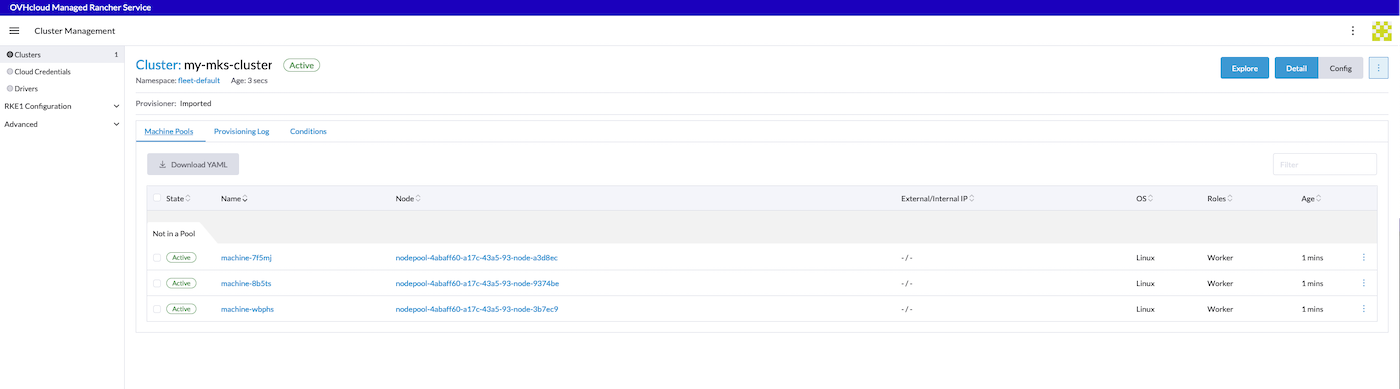 OVHcloud Managed Rancher Service
Cluster Management
Clusters 1
Cloud Credentials
Drivers
RKE1 Configuration
Advanced
Cluster: my-mks-cluster Active
Namespace: fleet-default Age: 3 secs
Explore Detail Config
Provisioner: Imported
Machine Pools Provisioning Log Conditions
Download YAML Filter
State Name Node External/Internal IP OS Roles Age
Not in a Pool
Active machine-7f5mj nodepool-4abaff60-a17c-43a5-93-node-a3d8ec - / - Linux Worker 1 mins
Active machine-8b5ts nodepool-4abaff60-a17c-43a5-93-node-9374be - / - Linux Worker 1 mins
Active machine-wbphs nodepool-4abaff60-a17c-43a5-93-node-3b7ec9 - / - Linux Worker 1 mins